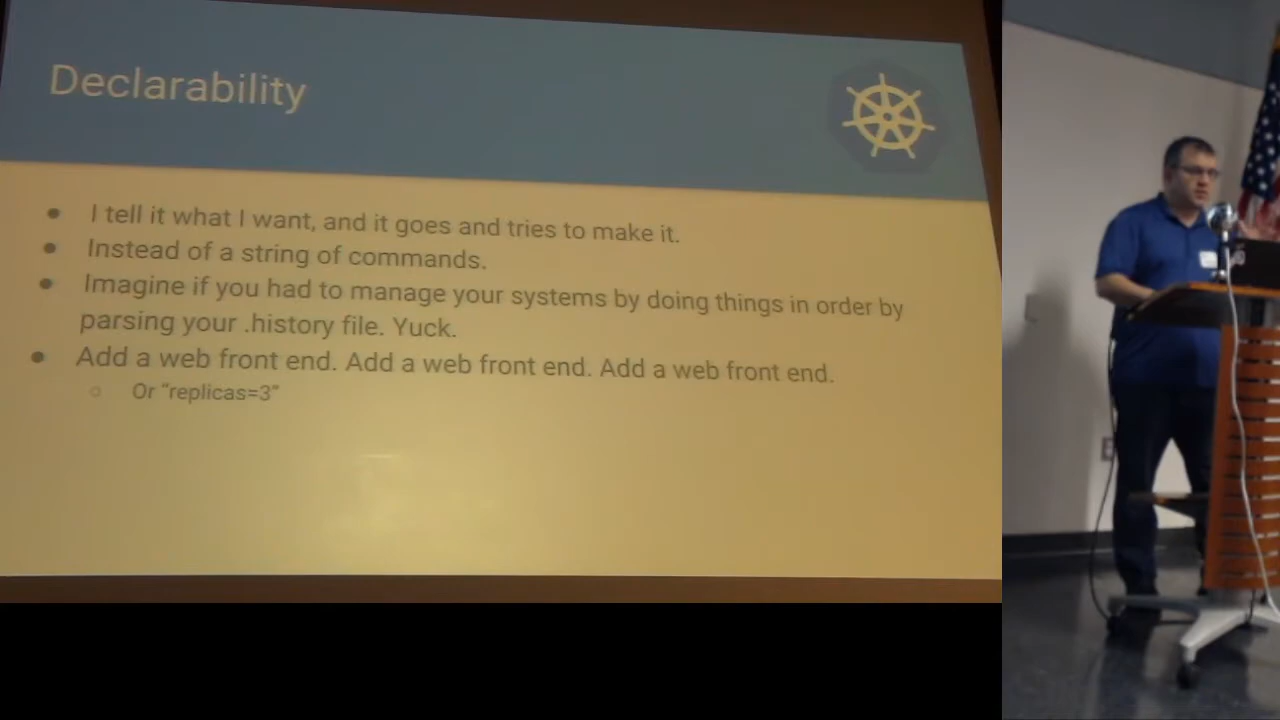 Declarability
● I tell it what I want, and it goes and tries to make it.
● Instead of a string of commands.
● Imagine if you had to manage your systems by doing things in order by
parsing your .history file. Yuck.
● Add a web front end. Add a web front end. Add a web front end.
○ Or “replicas=3”